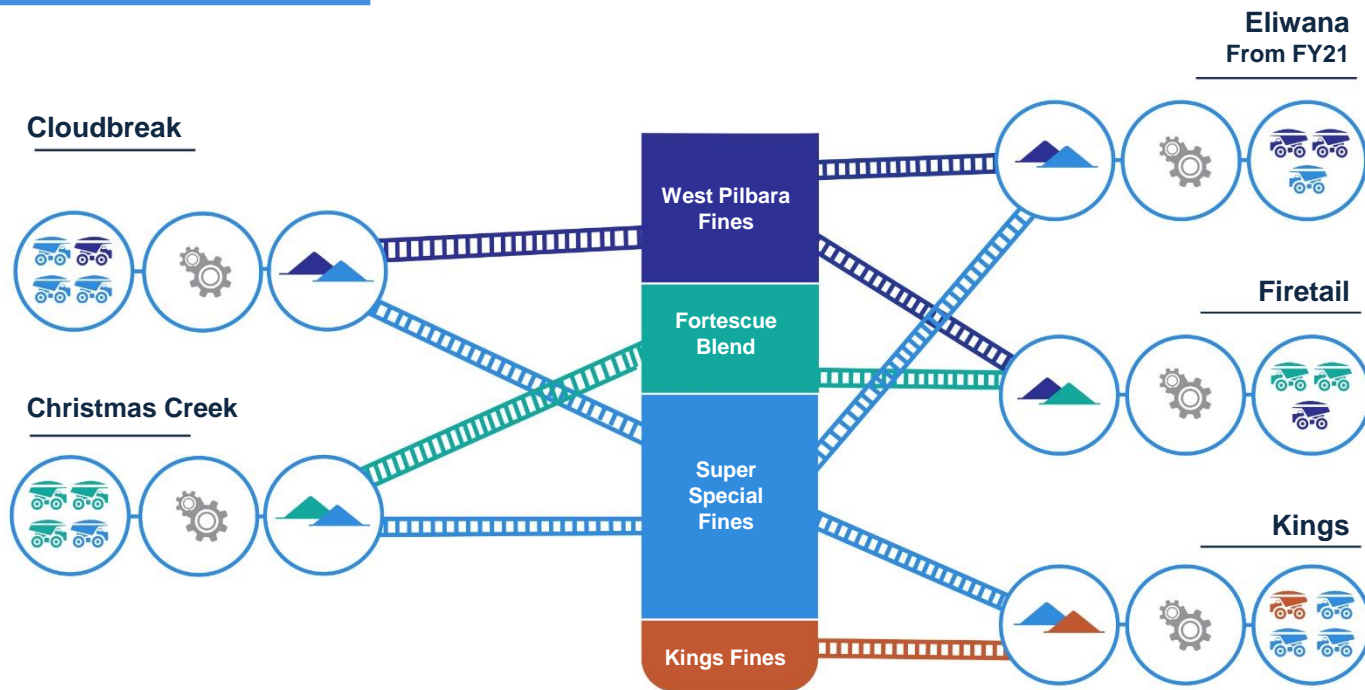 Eliwana
From FY21
Cloudbreak
West Pilbara
Fines
Firetail
Fortescue
Blend
Christmas Creek
Super
Special
Fines
Kings
Kings Fines